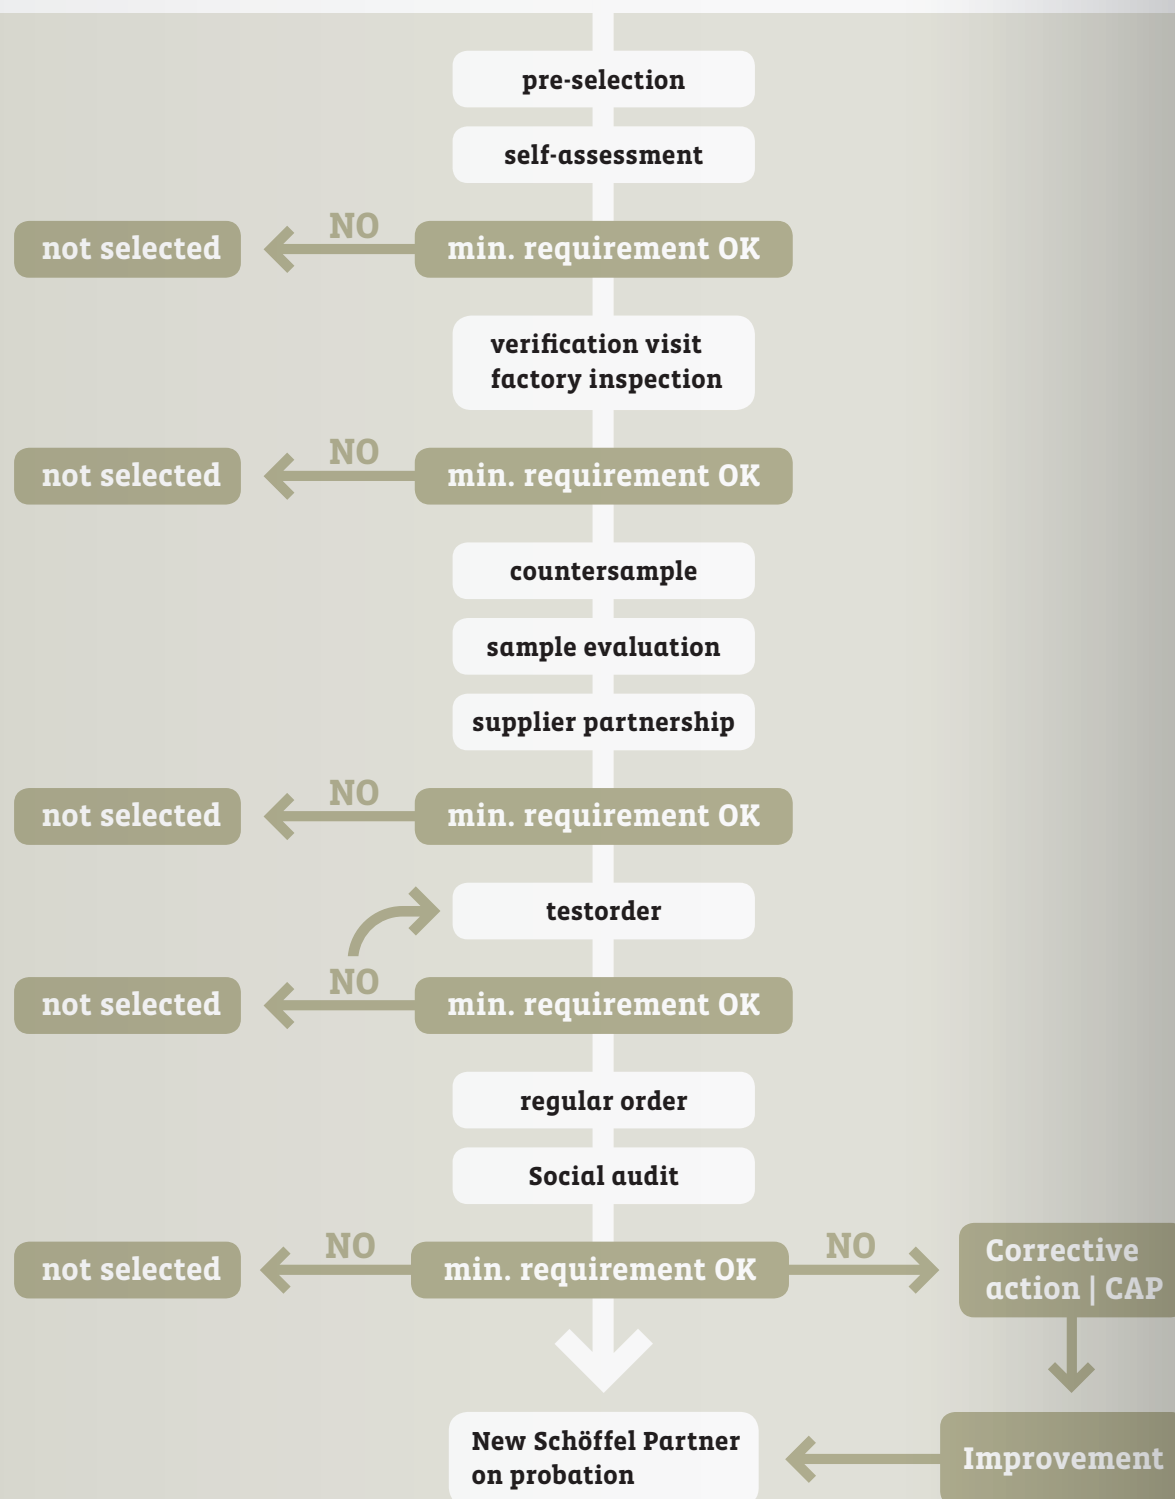 pre-selection
self-assessment
NO
not selected
min. requirement OK
verification visit
factory inspection
NO
not selected
min. requirement OK
countersample
sample evaluation
supplier partnership
NO
not selected
min. requirement OK
testorder
NO
not selected
min. requirement OK
regular order
Social audit
NO
NO
not selected
min. requirement OK
Corrective
action | CAP
New Schöffel Partner
on probation
Improvement